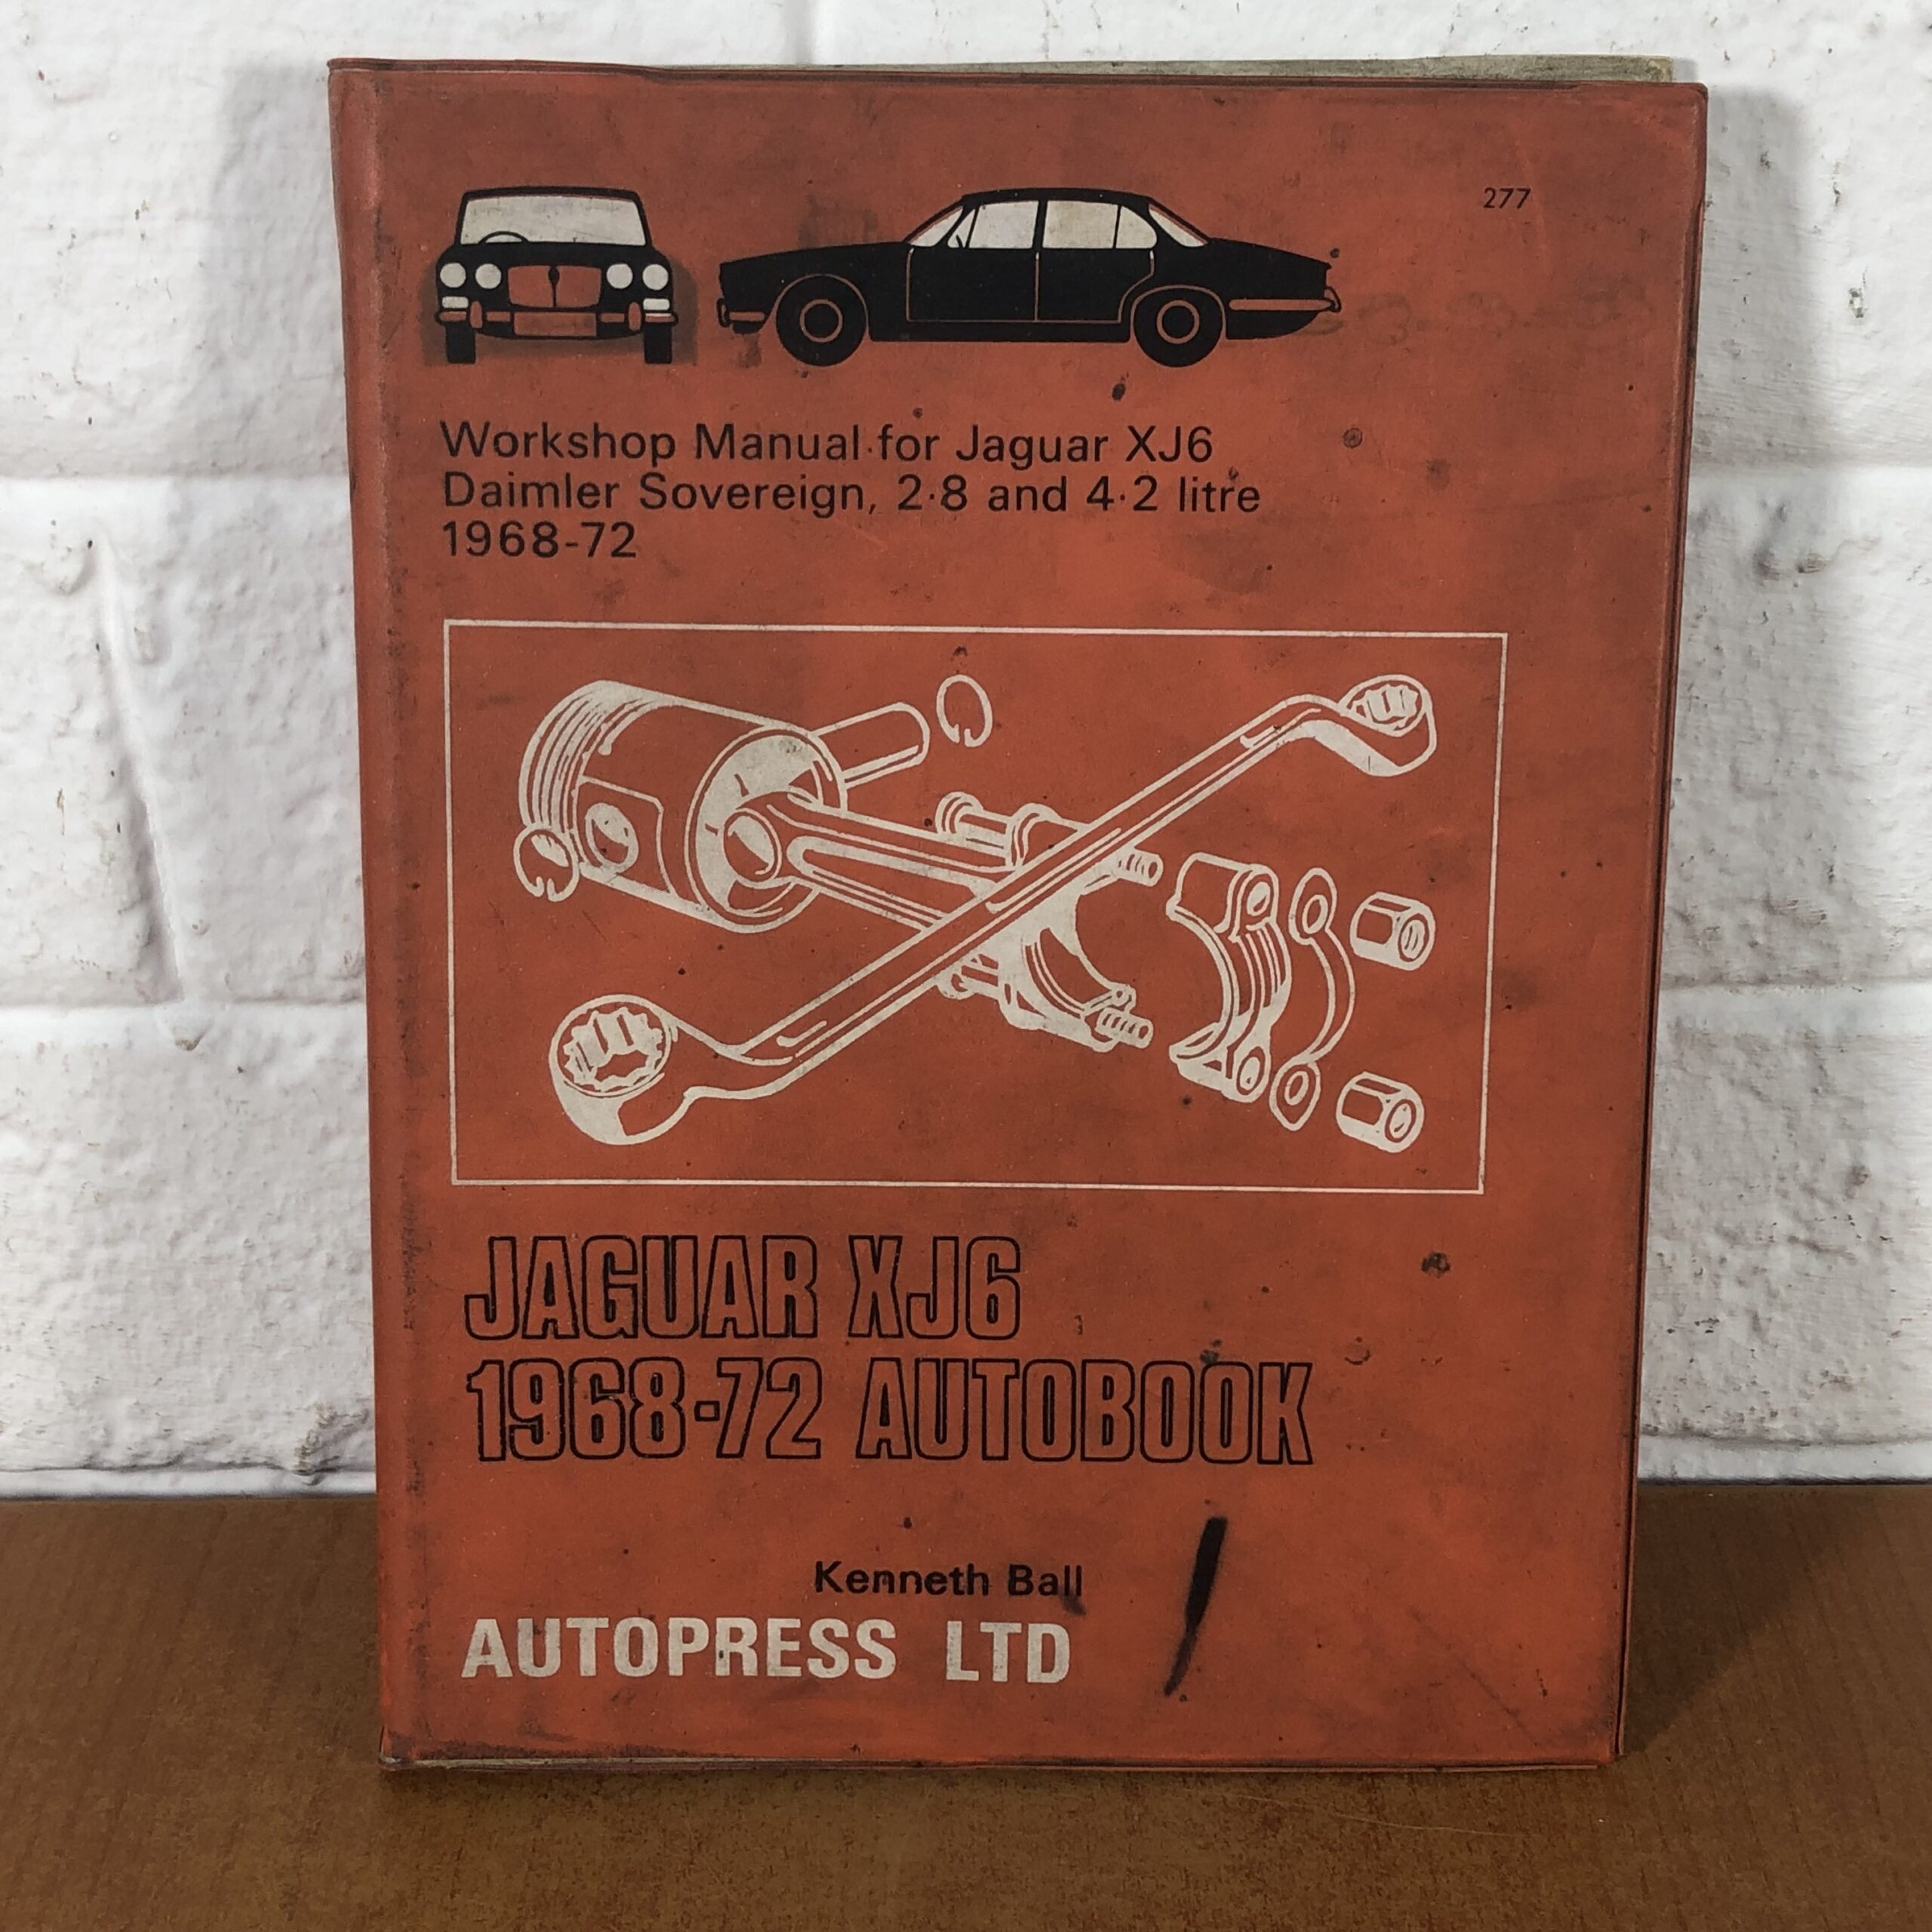 277
Workshop Manual for Jaguar XJ6
Daimler Sovereign, 2·8 and 4·2 litre
1968-72
JAGUAR XJ6
1968-72 AUTOBOOK
Kenneth Ball
AUTOPRESS LTD